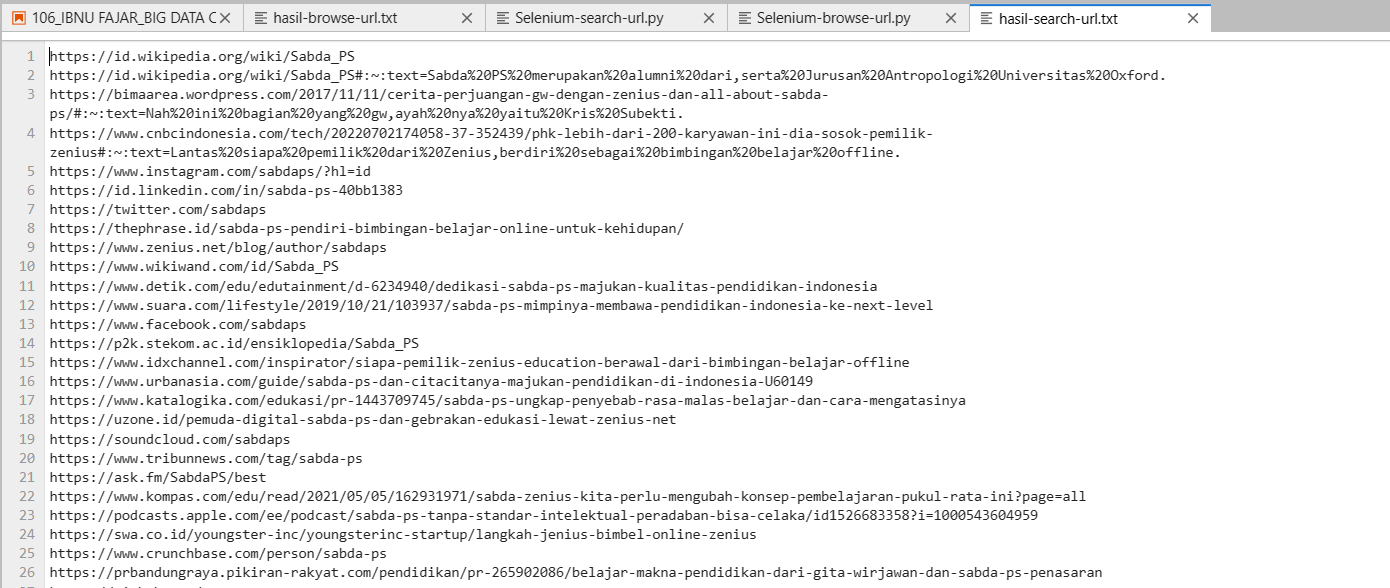 106_IBNU FAJAR_BIG DATA C
hasil-browse-url.txt
Selenium-search-url.py
Selenium-browse-url.py
hasil-search-url.txt
1 https://id.wikipedia.org/wiki/Sabda_PS
2 https://id.wikipedia.org/wiki/Sabda_PS#:~:text=Sabda%20PS%20merupakan%20alumni%20dari,serta%20Jurusan%20Antropologi%20Universitas%20Oxford.
3 https://bimaarea.wordpress.com/2017/11/11/cerita-perjuangan-gw-dengan-zenius-dan-all-about-sabda-
ps/#:~:text=Nah%20ini%20bagian%20yang%20gw,ayah%20nya%20yaitu%20Kris%20Subekti.
4 https://www.cnbcindonesia.com/tech/20220702174058-37-352439/phk-lebih-dari-200-karyawan-ini-dia-sosok-pemilik-
zenius#:~:text=Lantas%20siapa%20pemilik%20dari%20Zenius,berdiri%20sebagai%20bimbingan%20belajar%20offline.
5 https://www.instagram.com/sabdaps/?hl=id
6 https://id.linkedin.com/in/sabda-ps-40bb1383
7 https://twitter.com/sabdaps
8 https://thephrase.id/sabda-ps-pendiri-bimbingan-belajar-online-untuk-kehidupan/
9 https://www.zenius.net/blog/author/sabdaps
10 https://www.wikiwand.com/id/Sabda_PS
11 https://www.detik.com/edu/edutainment/d-6234940/dedikasi-sabda-ps-majukan-kualitas-pendidikan-indonesia
12 https://www.suara.com/lifestyle/2019/10/21/103937/sabda-ps-mimpinya-membawa-pendidikan-indonesia-ke-next-level
13 https://www.facebook.com/sabdaps
14 https://p2k.stekom.ac.id/ensiklopedia/Sabda_PS
15 https://www.idxchannel.com/inspirator/siapa-pemilik-zenius-education-berawal-dari-bimbingan-belajar-offline
16 https://www.urbanasia.com/guide/sabda-ps-dan-citacitanya-majukan-pendidikan-di-indonesia-U60149
17 https://www.katalogika.com/edukasi/pr-1443709745/sabda-ps-ungkap-penyebab-rasa-malas-belajar-dan-cara-mengatasinya
18 https://uzone.id/pemuda-digital-sabda-ps-dan-gebrakan-edukasi-lewat-zenius-net
19 https://soundcloud.com/sabdaps
20 https://www.tribunnews.com/tag/sabda-ps
21 https://ask.fm/SabdaPS/best
22 https://www.kompas.com/edu/read/2021/05/05/162931971/sabda-zenius-kita-perlu-mengubah-konsep-pembelajaran-pukul-rata-ini?page=all
23 https://podcasts.apple.com/ee/podcast/sabda-ps-tanpa-standar-intelektual-peradaban-bisa-celaka/id1526683358?i=1000543604959
24 https://swa.co.id/youngster-inc/youngsterinc-startup/langkah-jenius-bimbel-online-zenius
25 https://www.crunchbase.com/person/sabda-ps
26 https://prbandungraya.pikiran-rakyat.com/pendidikan/pr-265902086/belajar-makna-pendidikan-dari-gita-wirjawan-dan-sabda-ps-penasaran